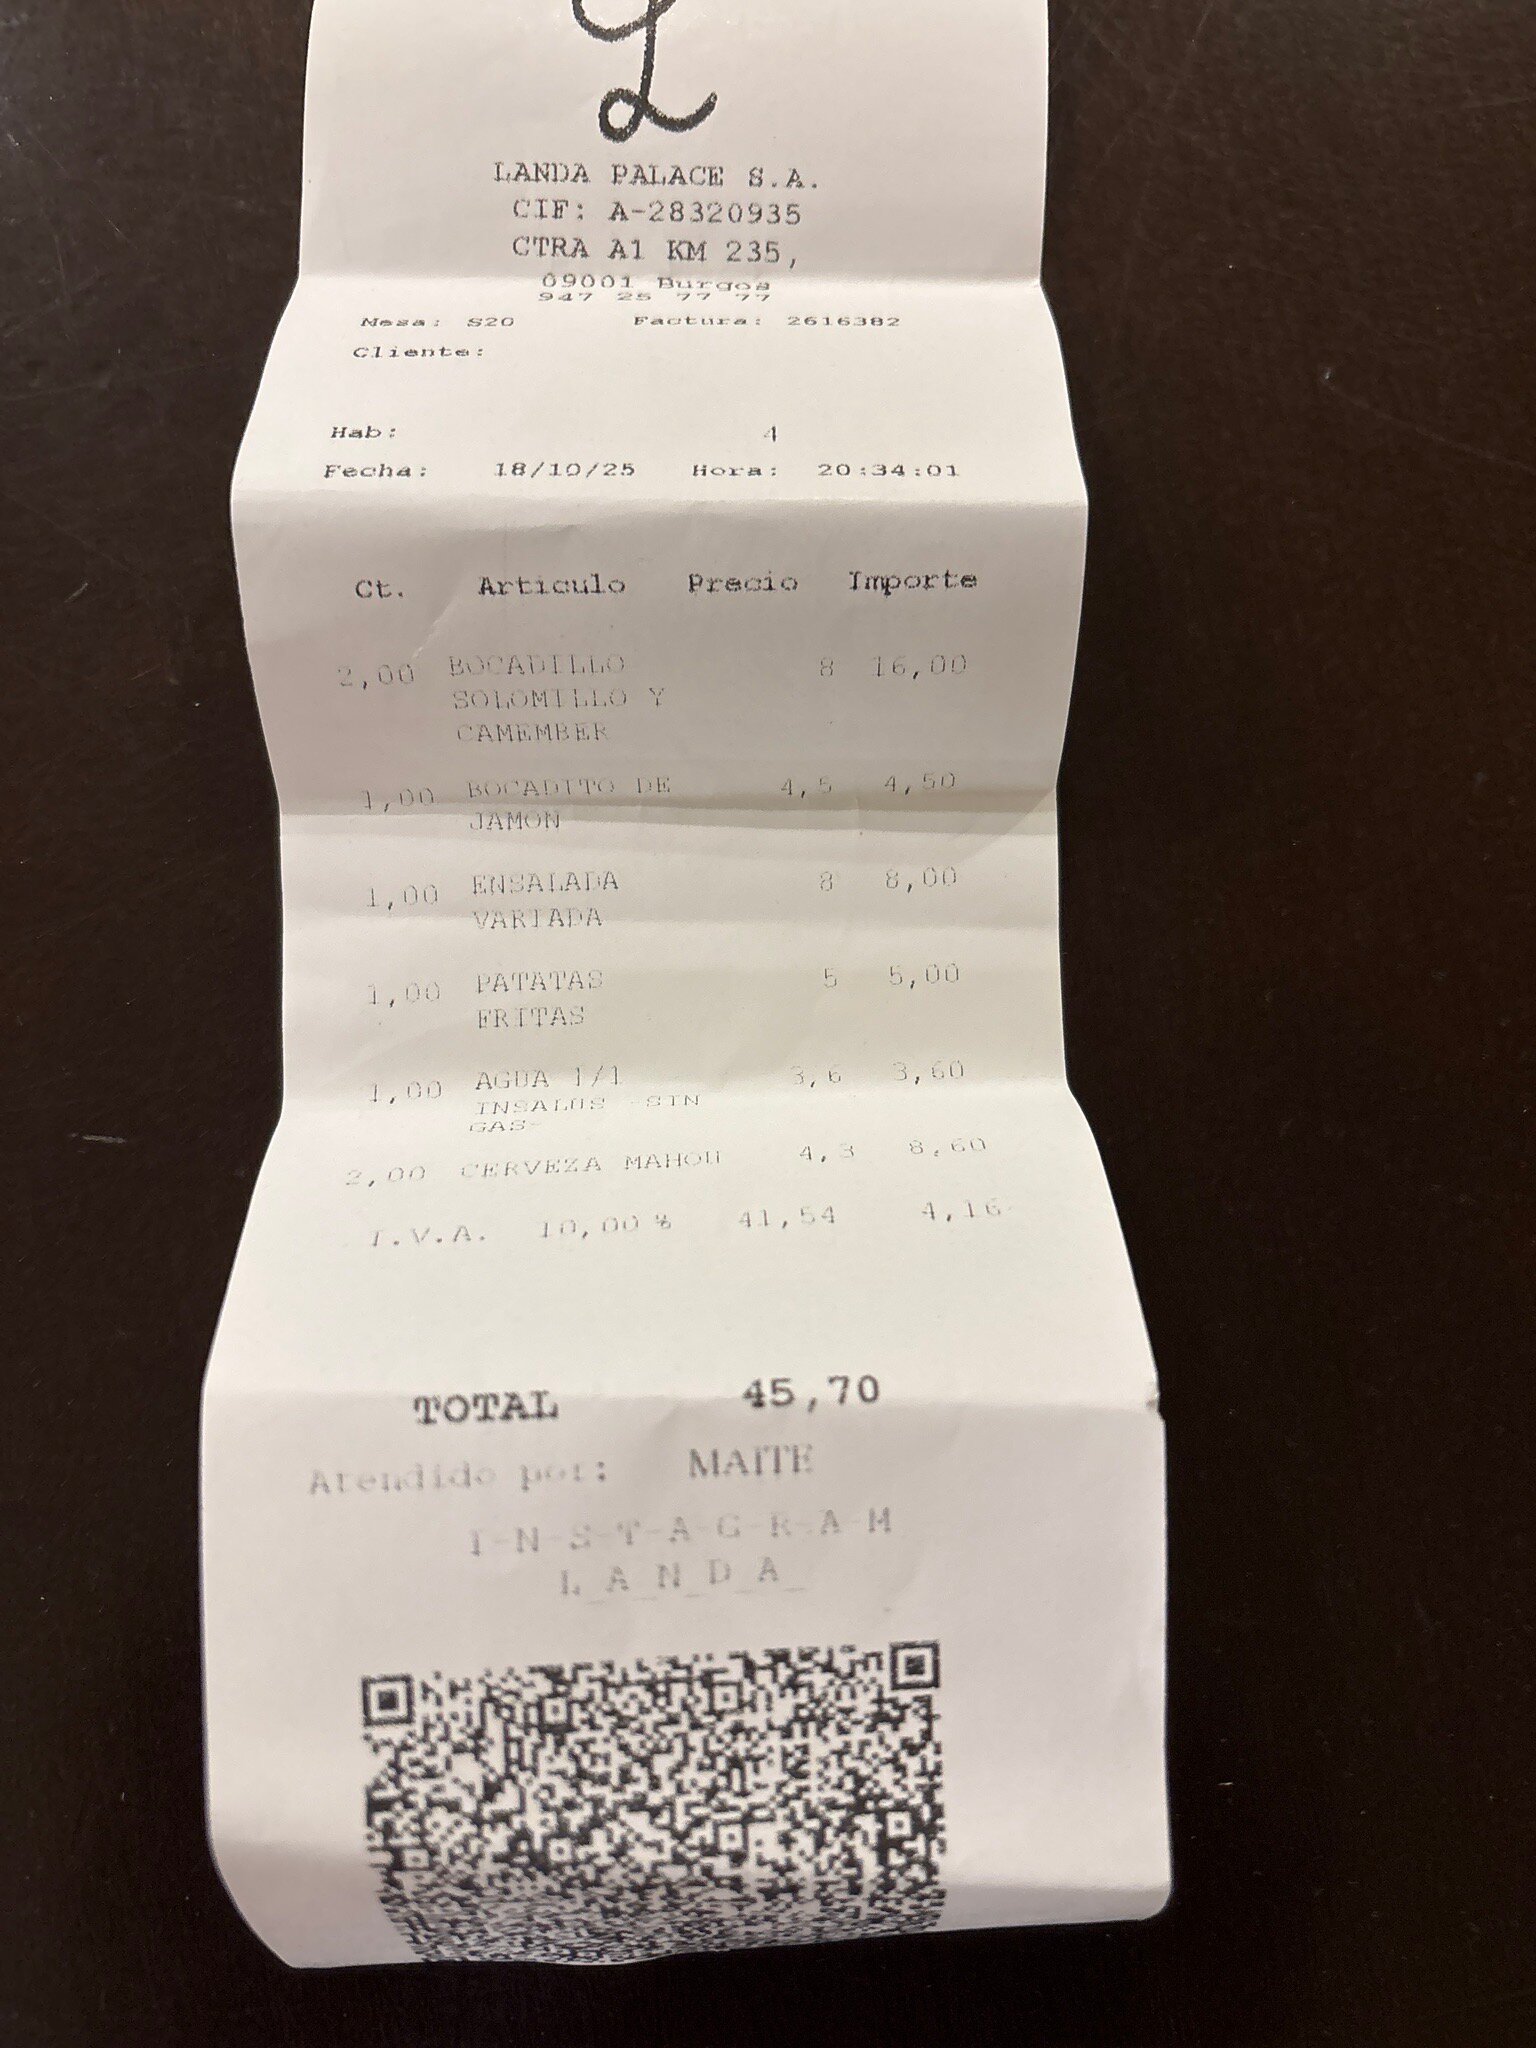 LANDA PALACE S.A.
CIF: A-28320935
CTRA A1 KM 235,
09001 Burgos
947 25 77 77
Mesa: S20 Factura: 2616382
Cliente:
Hab: 4
Fecha: 18/10/25 Hora: 20:34:01
Ct. Articulo Precio Importe
2,00 BOCADILLO 8 16,00
SOLOMILLO Y
CAMEMBER
1,00 BOCADITO DE 4,5 4,50
JAMON
1,00 ENSALADA 8 8,00
VARIADA
1,00 PATATAS 5 5,00
FRITAS
1,00 AGUA 1/1 3,6 3,60
INSALUS -SIN
GAS-
2,00 CERVEZA MAHOU 4,3 8,60
I.V.A. 10,00% 41,54 4,16
TOTAL 45,70
Atendido por: MAITE
I-N-S-T-A-G-R-A-M
L_A_N_D_A_